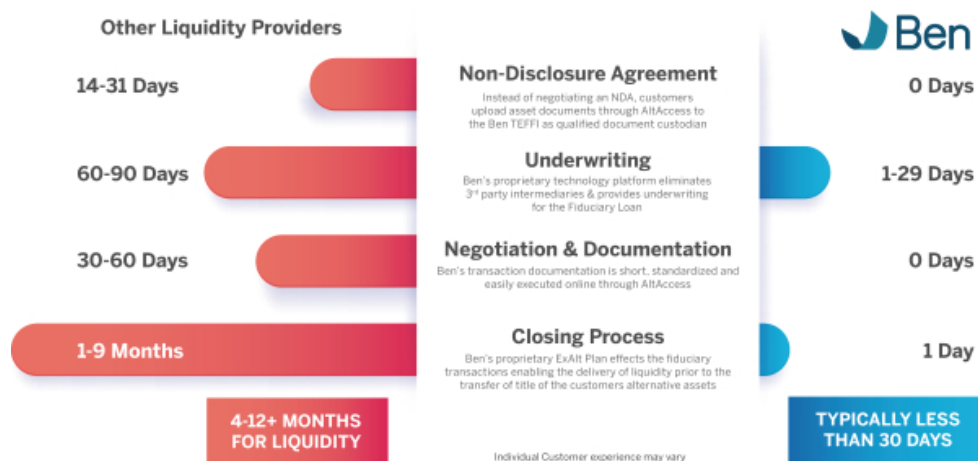 Other Liquidity Providers
Ben
14-31 Days
Non-Disclosure Agreement
Instead of negotiating an NDA, customers
upload asset documents through AltAccess to
the Ben TEFFI as qualified document custodian
0 Days
60-90 Days
Underwriting
Ben's proprietary technology platform eliminates
3rd party intermediaries & provides underwriting
for the Fiduciary Loan
1-29 Days
30-60 Days
Negotiation & Documentation
Ben's transaction documentation is short, standardized and
easily executed online through AltAccess
0 Days
1-9 Months
Closing Process
Ben's proprietary ExAlt Plan effects the fiduciary
transactions enabling the delivery of liquidity prior to the
transfer of title of the customers alternative assets
1 Day
4-12+ MONTHS
FOR LIQUIDITY
TYPICALLY LESS
THAN 30 DAYS
Individual Customer experience may vary